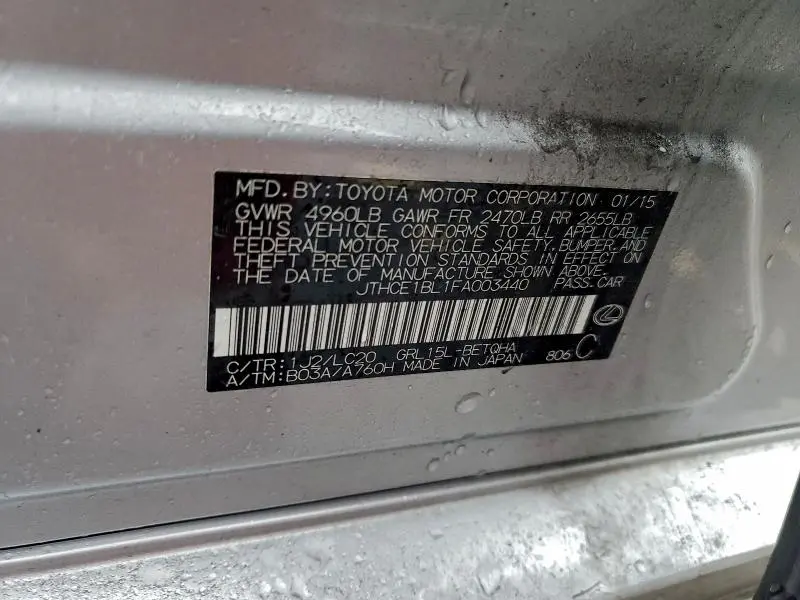 MFD. BY: TOYOTA MOTOR CORPORATION 01/15
GVWR 4960LB GAWR FR 2470LB RR 2655LB
THIS VEHICLE CONFORMS TO ALL APPLICABLE
FEDERAL MOTOR VEHICLE SAFETY, BUMPER, AND
THEFT PREVENTION STANDARDS IN EFFECT ON
THE DATE OF MANUFACTURE SHOWN ABOVE.
JTHCE1BL1FA003440 PASS. CAR
C/TR: 1J2/LC20 GRL15L-BETQHA
A/TM: B03A/A760H MADE IN JAPAN 806 C